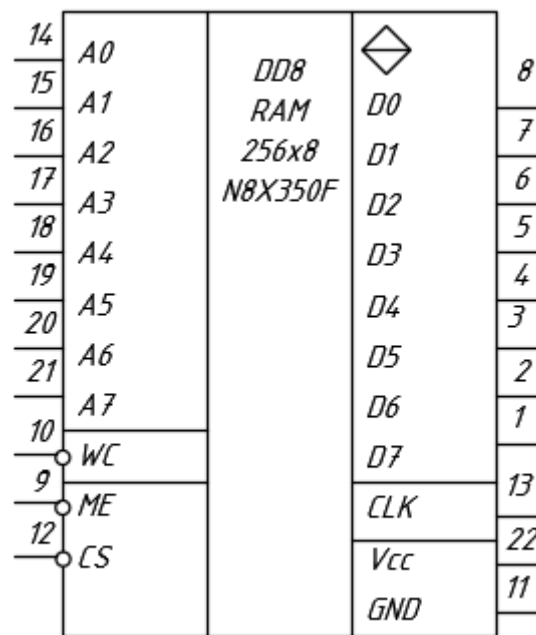 14 A0 DD8 8
15 A1 RAM D0 7
16 A2 256x8 D1 6
17 A3 N8X350F D2 5
18 A4 D3 4
19 A5 D4 3
20 A6 D5 2
21 A7 D6 1
10 WC D7 13
9 ME CLK 22
12 CS Vcc 11
GND